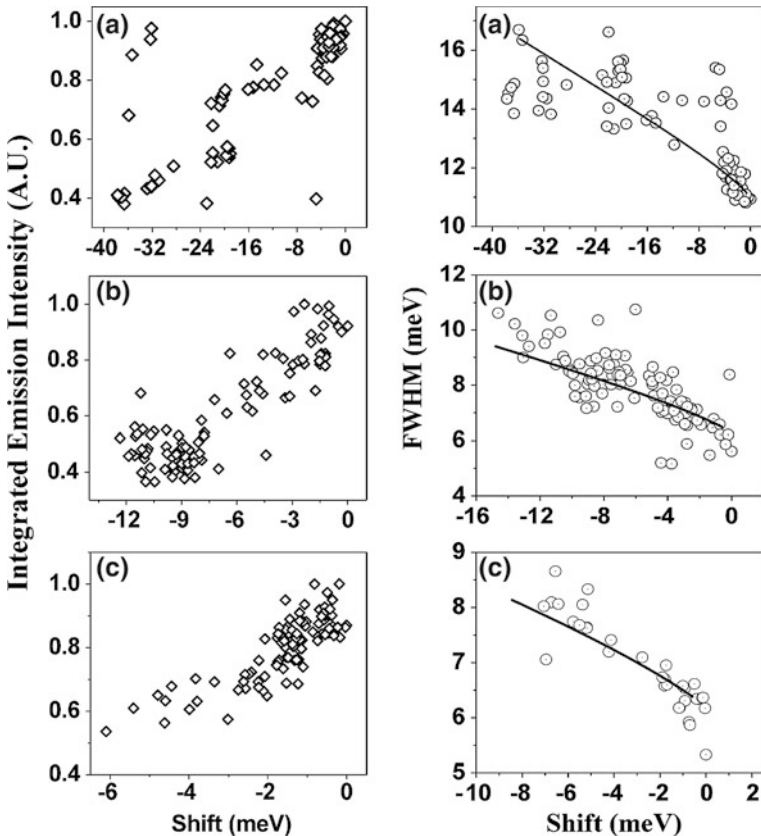 Integrated Emission Intensity (A.U.)
(a)
1.0
0.8
0.6
0.4
-40 -32 -24 -16 -8 0
(b)
1.0
0.8
0.6
0.4
-12 -9 -6 -3 0
(c)
1.0
0.8
0.6
0.4
-6 -4 -2 0
Shift (meV)
FWHM (meV)
(a)
16
14
12
10
-40 -32 -24 -16 -8 0
(b)
12
10
8
6
4
-16 -12 -8 -4 0
(c)
9
8
7
6
5
-10 -8 -6 -4 -2 0 2
Shift (meV)